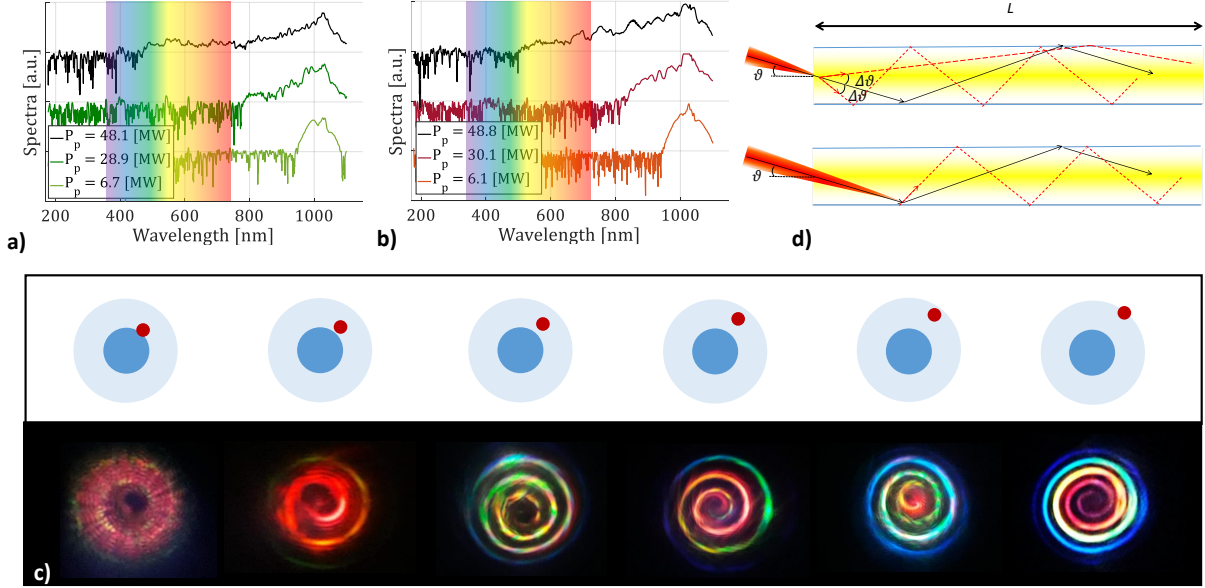 Spectra [a.u.]
P_p = 48.1 [MW]
P_p = 28.9 [MW]
P_p = 6.7 [MW]
200 400 600 800 1000
Wavelength [nm]
a)
Spectra [a.u.]
P_p = 48.8 [MW]
P_p = 30.1 [MW]
P_p = 6.1 [MW]
200 400 600 800 1000
Wavelength [nm]
b)
L
ϑ
Δϑ
Δϑ
ϑ
d)
c)